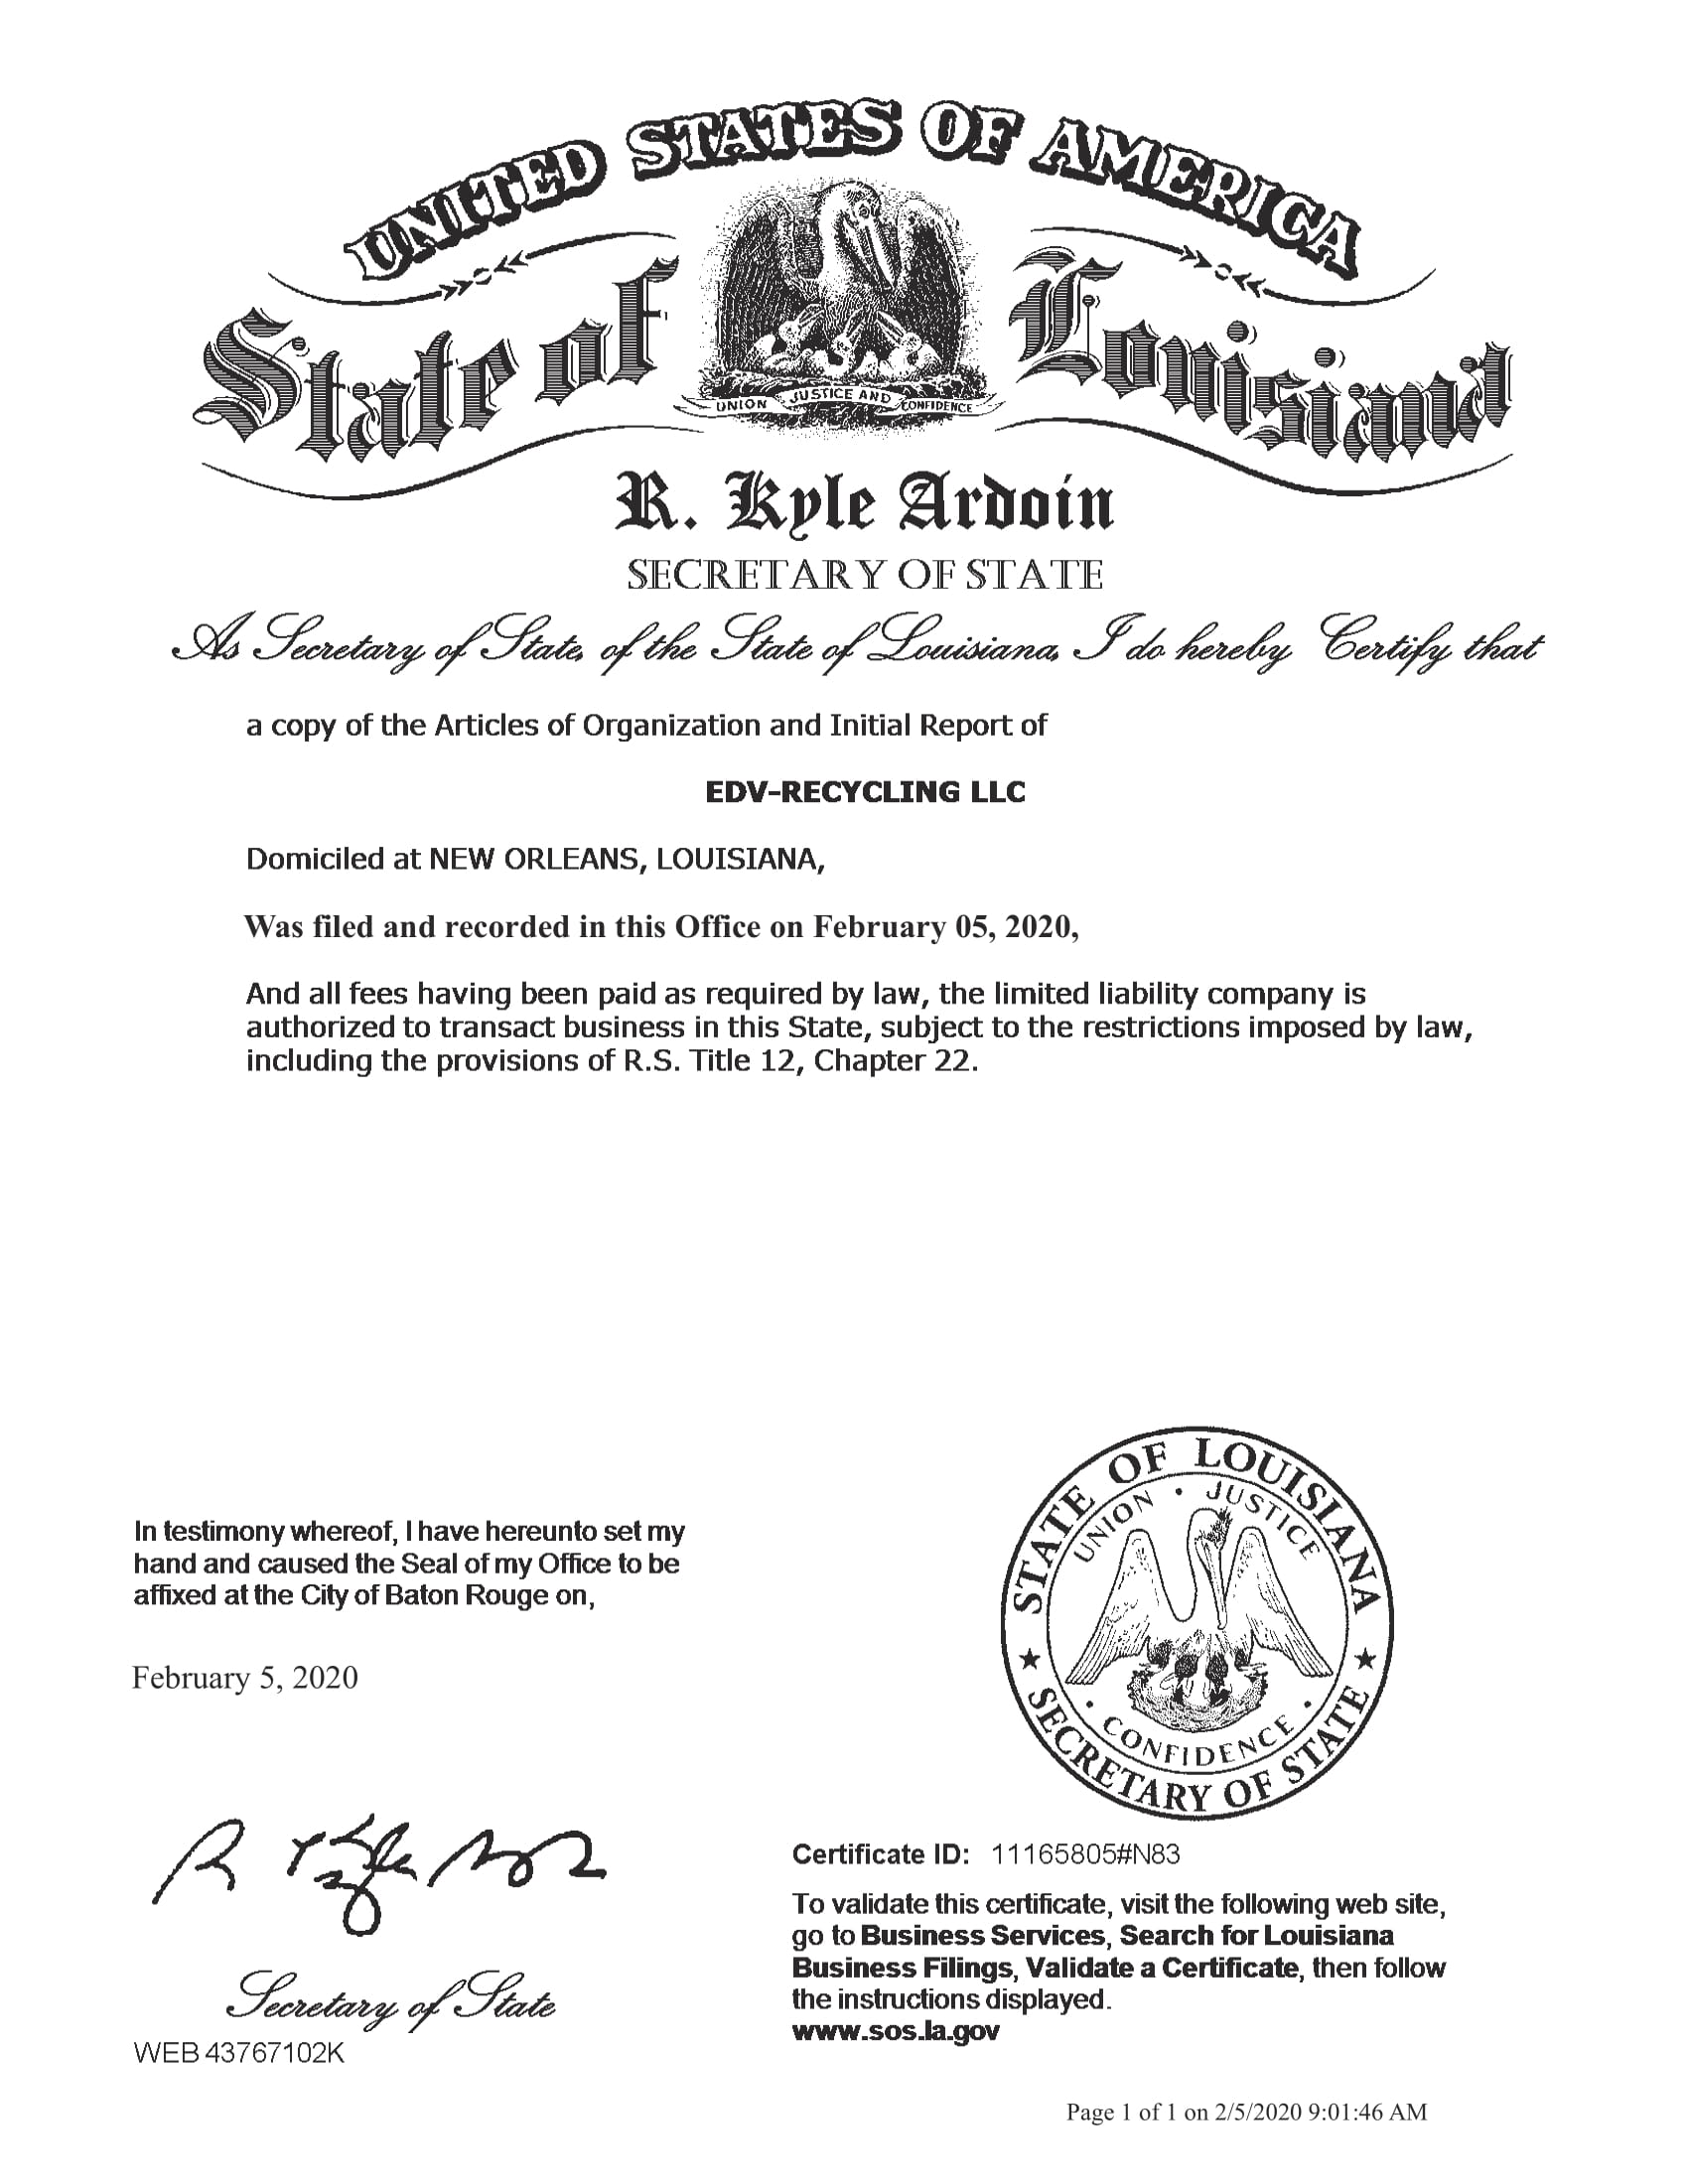 UNITED STATES OF AMERICA
State of Louisiana
UNION JUSTICE AND CONFIDENCE
R. Kyle Ardoin
SECRETARY OF STATE
As Secretary of State, of the State of Louisiana, I do hereby Certify that
a copy of the Articles of Organization and Initial Report of
EDV-RECYCLING LLC
Domiciled at NEW ORLEANS, LOUISIANA,
Was filed and recorded in this Office on February 05, 2020,
And all fees having been paid as required by law, the limited liability company is
authorized to transact business in this State, subject to the restrictions imposed by law,
including the provisions of R.S. Title 12, Chapter 22.
In testimony whereof, I have hereunto set my
hand and caused the Seal of my Office to be
affixed at the City of Baton Rouge on,
February 5, 2020
Secretary of State
WEB 43767102K
STATE OF LOUISIANA
UNION · JUSTICE
· CONFIDENCE ·
★ SECRETARY OF STATE ★
Certificate ID: 11165805#N83
To validate this certificate, visit the following web site,
go to Business Services, Search for Louisiana
Business Filings, Validate a Certificate, then follow
the instructions displayed.
www.sos.la.gov
Page 1 of 1 on 2/5/2020 9:01:46 AM